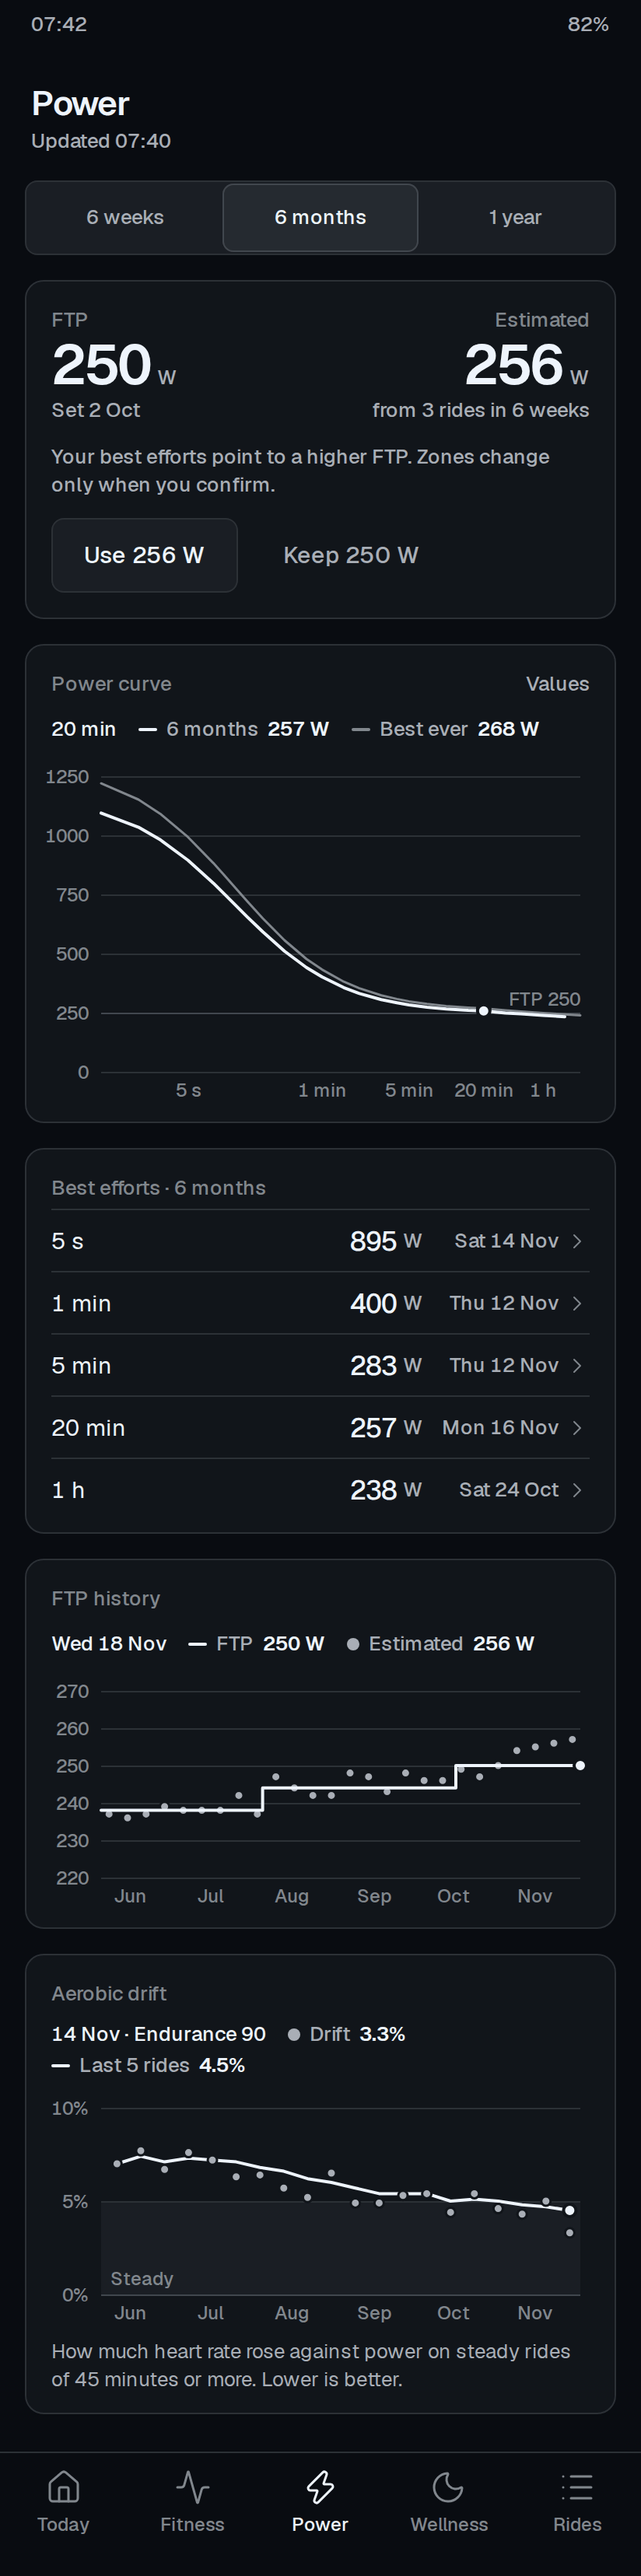 07:42 82%
Power
Updated 07:40
6 weeks 6 months 1 year
FTP Estimated
250 W 256 W
Set 2 Oct from 3 rides in 6 weeks
Your best efforts point to a higher FTP. Zones change
only when you confirm.
Use 256 W Keep 250 W
Power curve Values
20 min 6 months 257 W Best ever 268 W
1250
1000
750
500
FTP 250
250
0
5 s 1 min 5 min 20 min 1 h
Best efforts · 6 months
5 s 895 W Sat 14 Nov
1 min 400 W Thu 12 Nov
5 min 283 W Thu 12 Nov
20 min 257 W Mon 16 Nov
1 h 238 W Sat 24 Oct
FTP history
Wed 18 Nov FTP 250 W Estimated 256 W
270
260
250
240
230
220
Jun Jul Aug Sep Oct Nov
Aerobic drift
14 Nov · Endurance 90 Drift 3.3%
Last 5 rides 4.5%
10%
5%
Steady
0%
Jun Jul Aug Sep Oct Nov
How much heart rate rose against power on steady rides
of 45 minutes or more. Lower is better.
Today Fitness Power Wellness Rides